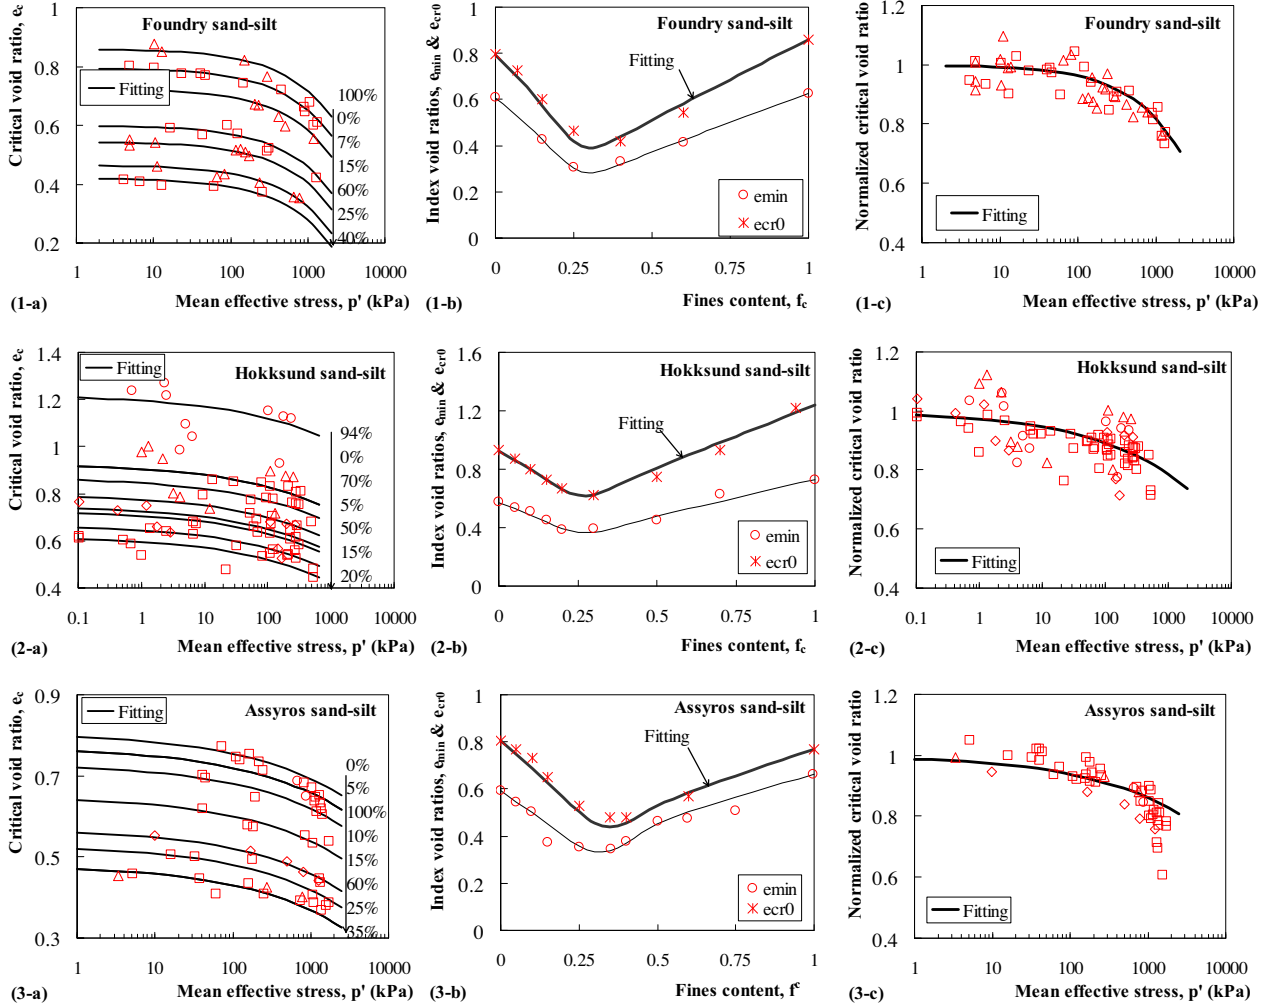 Foundry sand-silt
Critical void ratio, e_c
1
0.8
0.6
0.4
0.2
Fitting
100%
0%
7%
15%
60%
25%
40%
1 10 100 1000 10000
Mean effective stress, p' (kPa)
(1-a)
Foundry sand-silt
Index void ratios, e_min & e_cr0
1
0.8
0.6
0.4
0.2
0
Fitting
emin
ecr0
0 0.25 0.5 0.75 1
Fines content, f_c
(1-b)
Foundry sand-silt
Normalized critical void ratio
1.2
1
0.8
0.6
0.4
Fitting
1 10 100 1000 10000
Mean effective stress, p' (kPa)
(1-c)
Hokksund sand-silt
Critical void ratio, e_c
1.4
1.2
1
0.8
0.6
0.4
Fitting
94%
0%
70%
5%
50%
15%
20%
0.1 1 10 100 1000 10000
Mean effective stress, p' (kPa)
(2-a)
Hokksund sand-silt
Index void ratios, e_min & e_cr0
1.6
1.2
0.8
0.4
0
Fitting
emin
ecr0
0 0.25 0.5 0.75 1
Fines content, f_c
(2-b)
Hokksund sand-silt
Normalized critical void ratio
1.2
1
0.8
0.6
0.4
Fitting
0.1 1 10 100 1000 10000
Mean effective stress, p' (kPa)
(2-c)
Assyros sand-silt
Critical void ratio, e_c
0.9
0.7
0.5
0.3
Fitting
0%
5%
100%
10%
15%
60%
25%
35%
1 10 100 1000 10000
Mean effective stress, p' (kPa)
(3-a)
Assyros sand-silt
Index void ratios, e_min & e_cr0
1
0.8
0.6
0.4
0.2
0
Fitting
emin
ecr0
0 0.25 0.5 0.75 1
Fines content, f^c
(3-b)
Assyros sand-silt
Normalized critical void ratio
1.2
1
0.8
0.6
0.4
Fitting
1 10 100 1000 10000
Mean effective stress, p' (kPa)
(3-c)